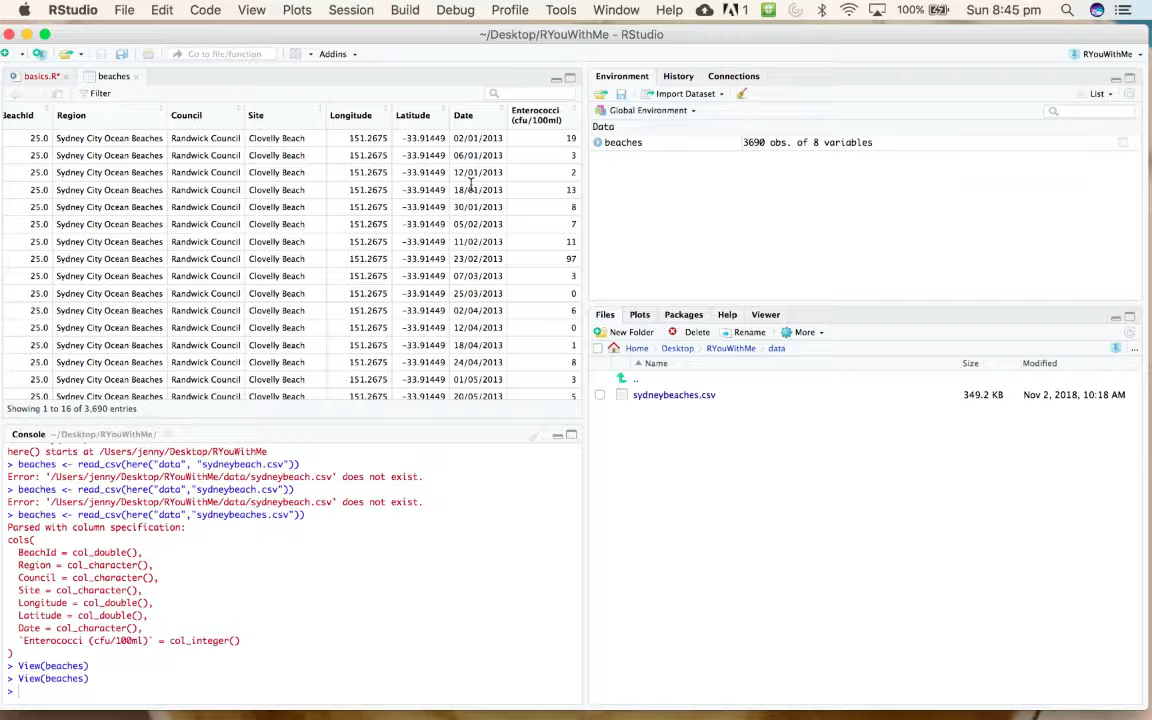 RStudio File Edit Code View Plots Session Build Debug Profile Tools Window Help 1 100% Sun 8:45 pm
~/Desktop/RYouWithMe - RStudio
Go to file/function Addins RYouWithMe
basics.R* beaches
Filter
BeachId Region Council Site Longitude Latitude Date Enterococci (cfu/100ml)
25.0 Sydney City Ocean Beaches Randwick Council Clovelly Beach 151.2675 -33.91449 02/01/2013 19
25.0 Sydney City Ocean Beaches Randwick Council Clovelly Beach 151.2675 -33.91449 06/01/2013 3
25.0 Sydney City Ocean Beaches Randwick Council Clovelly Beach 151.2675 -33.91449 12/01/2013 2
25.0 Sydney City Ocean Beaches Randwick Council Clovelly Beach 151.2675 -33.91449 18/01/2013 13
25.0 Sydney City Ocean Beaches Randwick Council Clovelly Beach 151.2675 -33.91449 30/01/2013 8
25.0 Sydney City Ocean Beaches Randwick Council Clovelly Beach 151.2675 -33.91449 05/02/2013 7
25.0 Sydney City Ocean Beaches Randwick Council Clovelly Beach 151.2675 -33.91449 11/02/2013 11
25.0 Sydney City Ocean Beaches Randwick Council Clovelly Beach 151.2675 -33.91449 23/02/2013 97
25.0 Sydney City Ocean Beaches Randwick Council Clovelly Beach 151.2675 -33.91449 07/03/2013 3
25.0 Sydney City Ocean Beaches Randwick Council Clovelly Beach 151.2675 -33.91449 25/03/2013 0
25.0 Sydney City Ocean Beaches Randwick Council Clovelly Beach 151.2675 -33.91449 02/04/2013 6
25.0 Sydney City Ocean Beaches Randwick Council Clovelly Beach 151.2675 -33.91449 12/04/2013 0
25.0 Sydney City Ocean Beaches Randwick Council Clovelly Beach 151.2675 -33.91449 18/04/2013 1
25.0 Sydney City Ocean Beaches Randwick Council Clovelly Beach 151.2675 -33.91449 24/04/2013 8
25.0 Sydney City Ocean Beaches Randwick Council Clovelly Beach 151.2675 -33.91449 01/05/2013 3
25.0 Sydney City Ocean Beaches Randwick Council Clovelly Beach 151.2675 -33.91449 20/05/2013 5
Showing 1 to 16 of 3,690 entries
Console ~/Desktop/RYouWithMe/
here() starts at /Users/jenny/Desktop/RYouWithMe
> beaches <- read_csv(here("data", "sydneybeach.csv"))
Error: '/Users/jenny/Desktop/RYouWithMe/data/sydneybeach.csv' does not exist.
> beaches <- read_csv(here("data","sydneybeach.csv"))
Error: '/Users/jenny/Desktop/RYouWithMe/data/sydneybeach.csv' does not exist.
> beaches <- read_csv(here("data","sydneybeaches.csv"))
Parsed with column specification:
cols(
BeachId = col_double(),
Region = col_character(),
Council = col_character(),
Site = col_character(),
Longitude = col_double(),
Latitude = col_double(),
Date = col_character(),
`Enterococci (cfu/100ml)` = col_integer()
)
> View(beaches)
> View(beaches)
>
Environment History Connections
Import Dataset List
Global Environment
Data
beaches 3690 obs. of 8 variables
Files Plots Packages Help Viewer
New Folder Delete Rename More
Home Desktop RYouWithMe data ...
Name Size Modified
..
sydneybeaches.csv 349.2 KB Nov 2, 2018, 10:18 AM